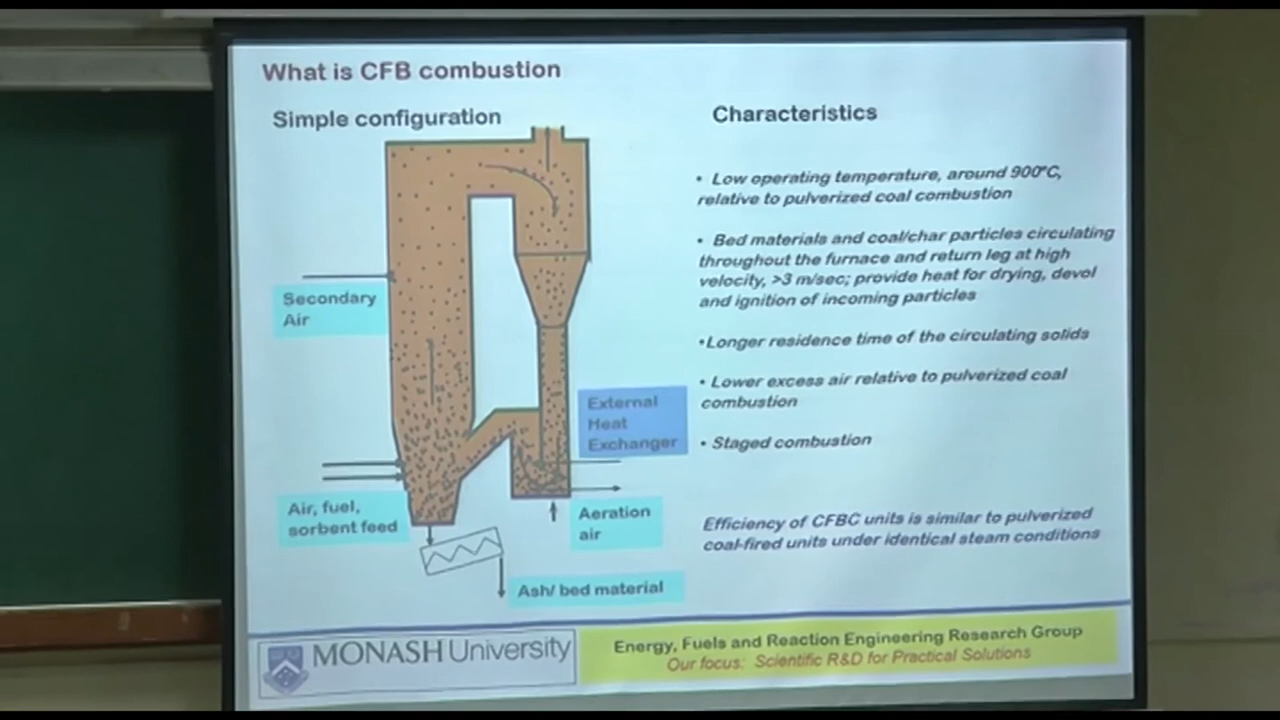 What is CFB combustion
Simple configuration
Secondary
Air
External
Heat
Exchanger
Air, fuel,
sorbent feed
Aeration
air
Ash/ bed material
Characteristics
• Low operating temperature, around 900°C,
relative to pulverized coal combustion
• Bed materials and coal/char particles circulating
throughout the furnace and return leg at high
velocity, >3 m/sec; provide heat for drying, devol
and ignition of incoming particles
•Longer residence time of the circulating solids
• Lower excess air relative to pulverized coal
combustion
• Staged combustion
Efficiency of CFBC units is similar to pulverized
coal-fired units under identical steam conditions
MONASH University
Energy, Fuels and Reaction Engineering Research Group
Our focus: Scientific R&D for Practical Solutions